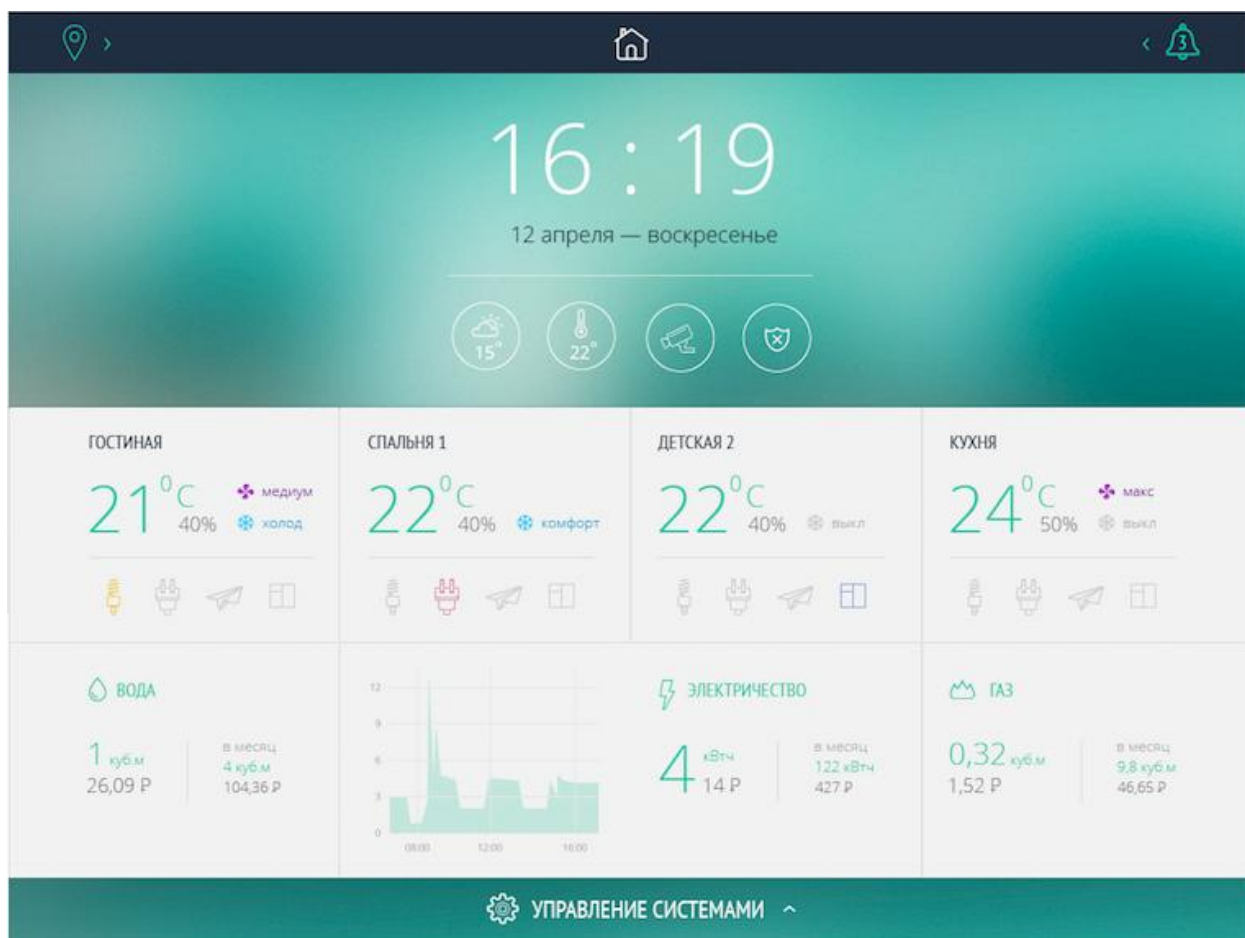 3
16 : 19
12 апреля — воскресенье
15°
22°
ГОСТИНАЯ
21°C
40%
медиум
холод
СПАЛЬНЯ 1
22°C
40%
комфорт
ДЕТСКАЯ 2
22°C
40%
выкл
КУХНЯ
24°C
50%
макс
выкл
ВОДА
1 куб.м
26,09 Р
в месяц
4 куб.м
104,36 Р
12
9
6
3
0
08:00 12:00 16:00
ЭЛЕКТРИЧЕСТВО
4 кВтч
14 Р
в месяц
122 кВтч
427 Р
ГАЗ
0,32 куб.м
1,52 Р
в месяц
9,8 куб.м
46,65 Р
УПРАВЛЕНИЕ СИСТЕМАМИ